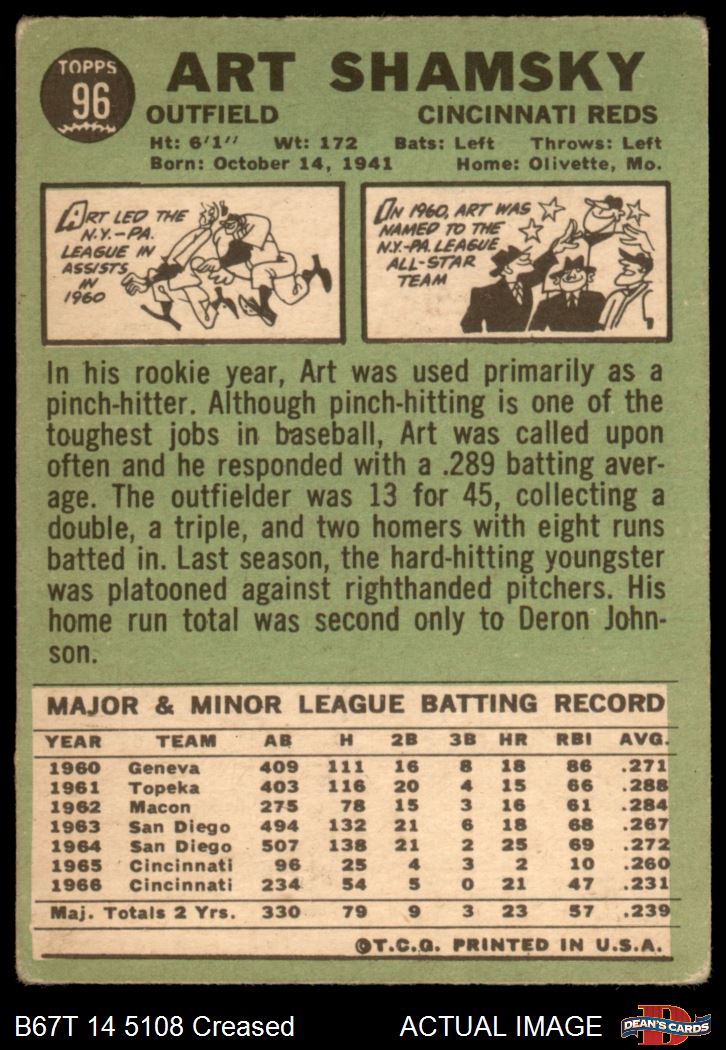 TOPPS
96
ART SHAMSKY
OUTFIELD CINCINNATI REDS
Ht: 6'1" Wt: 172 Bats: Left Throws: Left
Born: October 14, 1941 Home: Olivette, Mo.
ART LED THE
N.Y.-PA.
LEAGUE IN
ASSISTS
IN
1960
IN 1960, ART WAS
NAMED TO THE
N.Y.-PA. LEAGUE
ALL-STAR
TEAM
In his rookie year, Art was used primarily as a
pinch-hitter. Although pinch-hitting is one of the
toughest jobs in baseball, Art was called upon
often and he responded with a .289 batting aver-
age. The outfielder was 13 for 45, collecting a
double, a triple, and two homers with eight runs
batted in. Last season, the hard-hitting youngster
was platooned against righthanded pitchers. His
home run total was second only to Deron John-
son.
MAJOR & MINOR LEAGUE BATTING RECORD
YEAR TEAM AB H 2B 3B HR RBI AVG.
1960 Geneva 409 111 16 8 18 86 .271
1961 Topeka 403 116 20 4 15 66 .288
1962 Macon 275 78 15 3 16 61 .284
1963 San Diego 494 132 21 6 18 68 .267
1964 San Diego 507 138 21 2 25 69 .272
1965 Cincinnati 96 25 4 3 2 10 .260
1966 Cincinnati 234 54 5 0 21 47 .231
Maj. Totals 2 Yrs. 330 79 9 3 23 57 .239
©T.C.G. PRINTED IN U.S.A.
B67T 14 5108 Creased ACTUAL IMAGE
DEAN'S CARDS